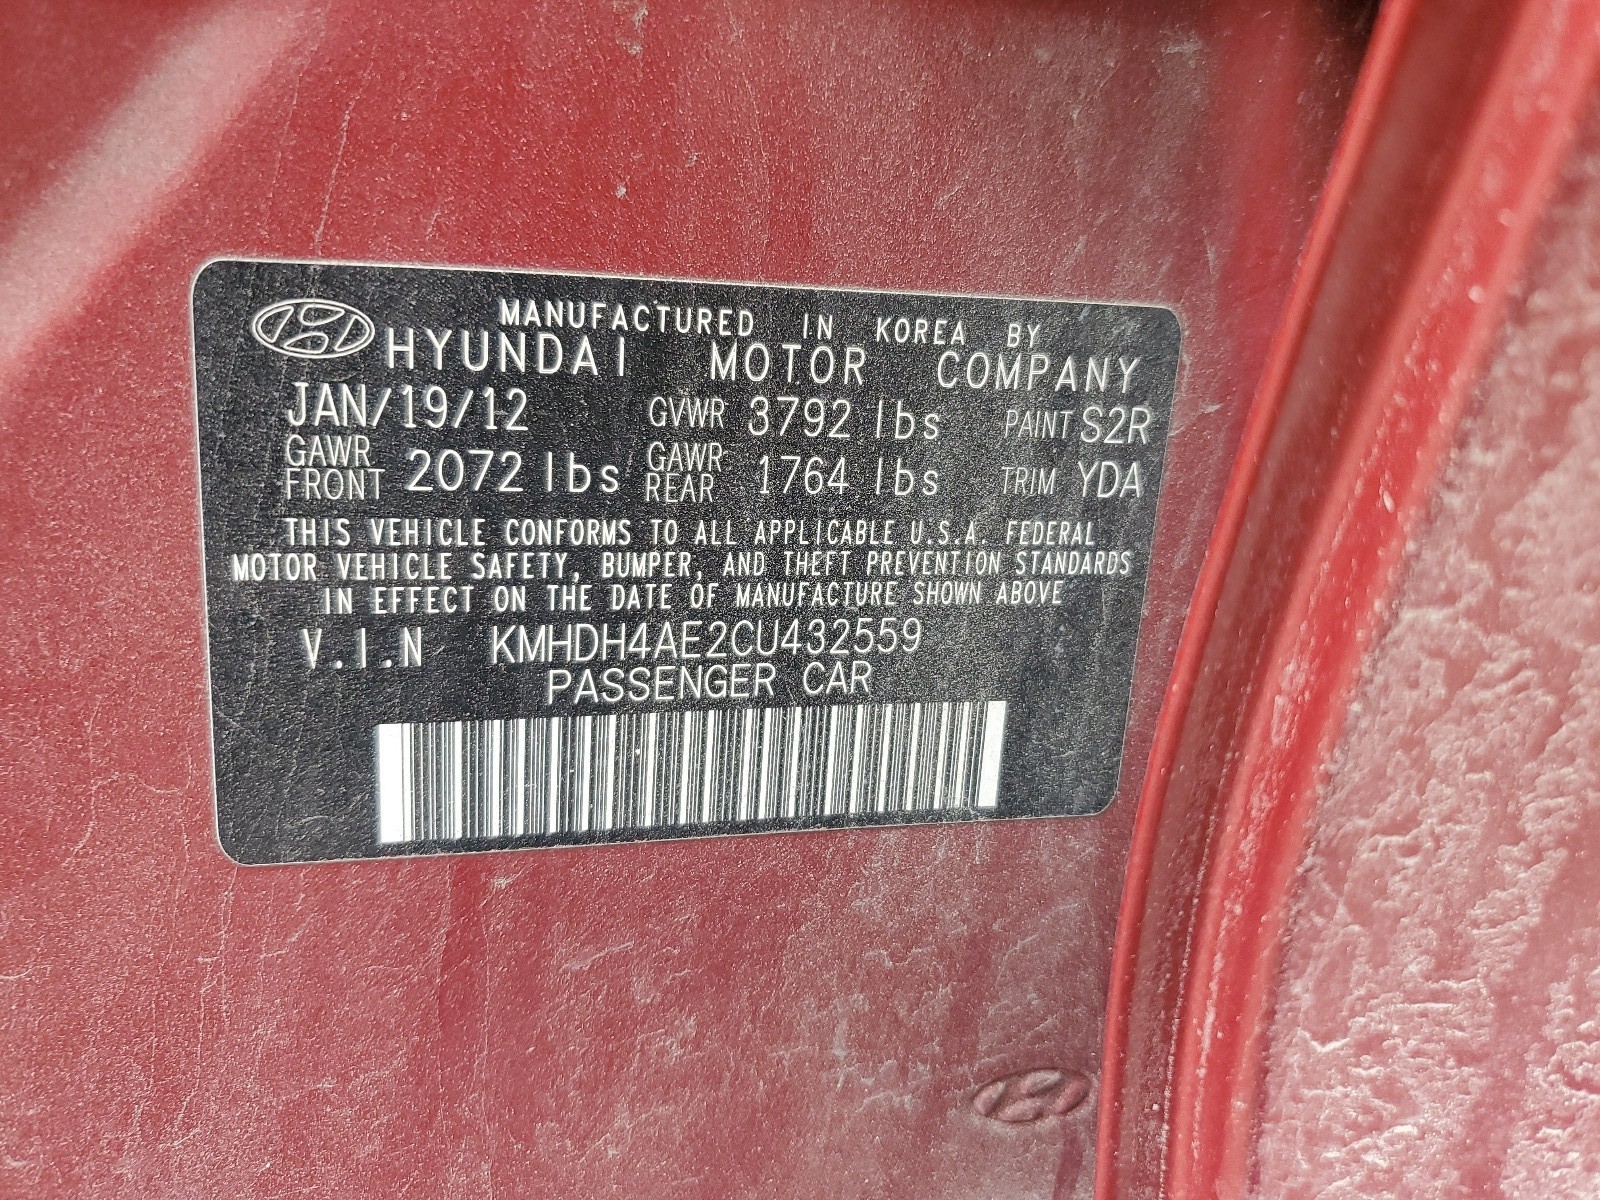 MANUFACTURED IN KOREA BY
HYUNDAI MOTOR COMPANY
JAN/19/12 GVWR 3792 lbs PAINT S2R
GAWR FRONT 2072 lbs GAWR REAR 1764 lbs TRIM YDA
THIS VEHICLE CONFORMS TO ALL APPLICABLE U.S.A. FEDERAL
MOTOR VEHICLE SAFETY, BUMPER, AND THEFT PREVENTION STANDARDS
IN EFFECT ON THE DATE OF MANUFACTURE SHOWN ABOVE
V.I.N KMHDH4AE2CU432559
PASSENGER CAR